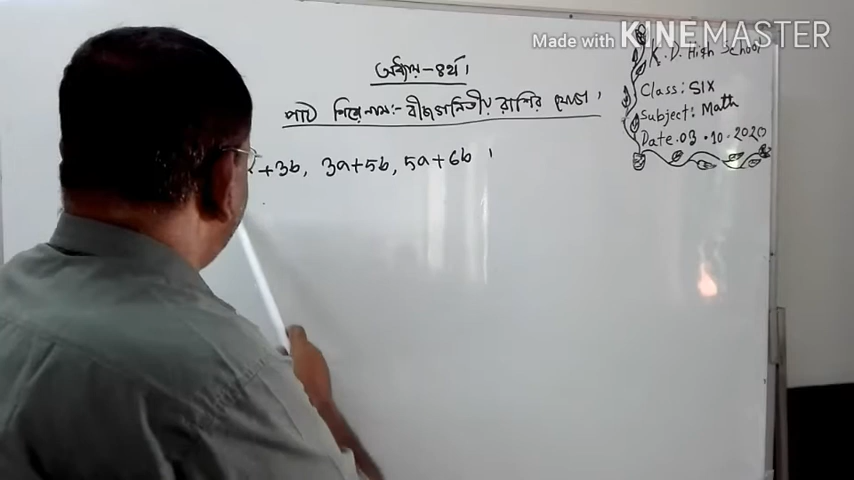 Made with KINEMASTER
K. D. High School
Class: SIX
Subject: Math
Date: 03.10.2020
অধ্যায় - ৪র্থ।
পাঠ শিরোনাম:- বীজগণিতীয় রাশির যোগ।
+3b, 3a+5b, 5a+6b ।